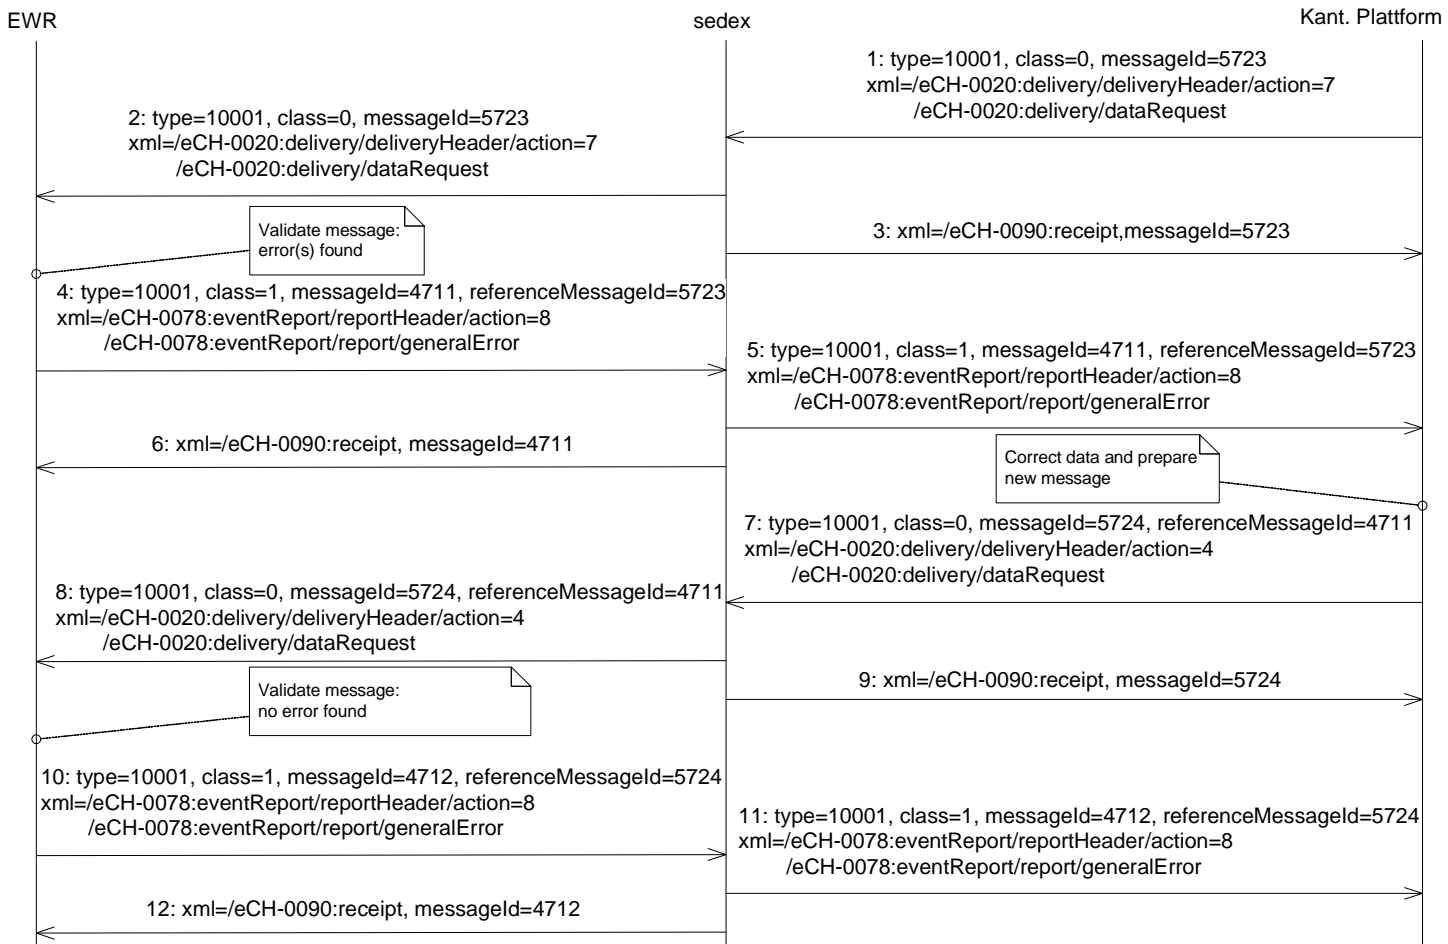 EWR
sedex
Kant. Plattform
1: type=10001, class=0, messageId=5723
xml=/eCH-0020:delivery/deliveryHeader/action=7
/eCH-0020:delivery/dataRequest
2: type=10001, class=0, messageId=5723
xml=/eCH-0020:delivery/deliveryHeader/action=7
/eCH-0020:delivery/dataRequest
Validate message:
error(s) found
3: xml=/eCH-0090:receipt,messageId=5723
4: type=10001, class=1, messageId=4711, referenceMessageId=5723
xml=/eCH-0078:eventReport/reportHeader/action=8
/eCH-0078:eventReport/report/generalError
5: type=10001, class=1, messageId=4711, referenceMessageId=5723
xml=/eCH-0078:eventReport/reportHeader/action=8
/eCH-0078:eventReport/report/generalError
6: xml=/eCH-0090:receipt, messageId=4711
Correct data and prepare
new message
7: type=10001, class=0, messageId=5724, referenceMessageId=4711
xml=/eCH-0020:delivery/deliveryHeader/action=4
/eCH-0020:delivery/dataRequest
8: type=10001, class=0, messageId=5724, referenceMessageId=4711
xml=/eCH-0020:delivery/deliveryHeader/action=4
/eCH-0020:delivery/dataRequest
Validate message:
no error found
9: xml=/eCH-0090:receipt, messageId=5724
10: type=10001, class=1, messageId=4712, referenceMessageId=5724
xml=/eCH-0078:eventReport/reportHeader/action=8
/eCH-0078:eventReport/report/generalError
11: type=10001, class=1, messageId=4712, referenceMessageId=5724
xml=/eCH-0078:eventReport/reportHeader/action=8
/eCH-0078:eventReport/report/generalError
12: xml=/eCH-0090:receipt, messageId=4712